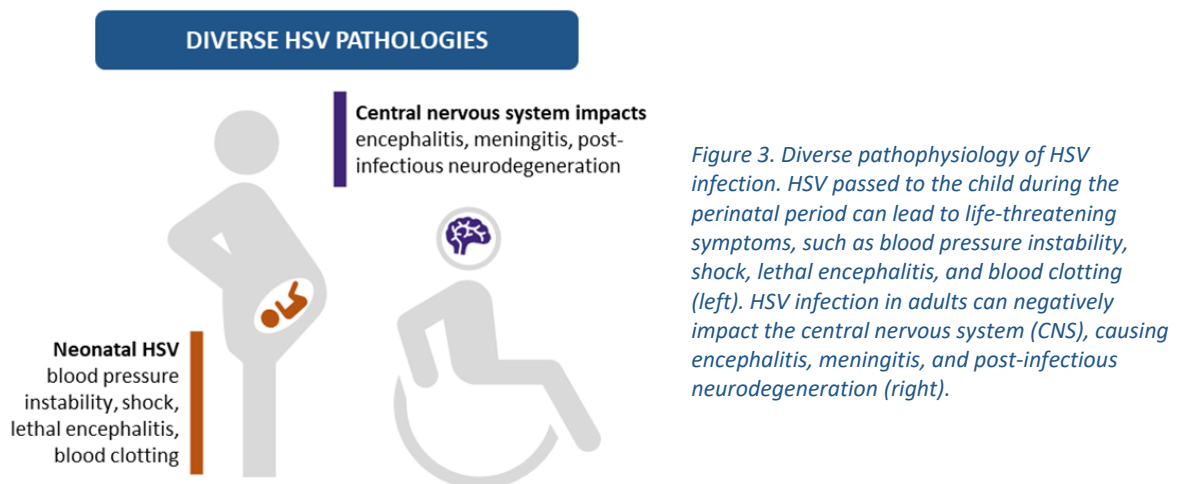 DIVERSE HSV PATHOLOGIES
Central nervous system impacts
encephalitis, meningitis, post-
infectious neurodegeneration
Neonatal HSV
blood pressure
instability, shock,
lethal encephalitis,
blood clotting
Figure 3. Diverse pathophysiology of HSV
infection. HSV passed to the child during the
perinatal period can lead to life-threatening
symptoms, such as blood pressure instability,
shock, lethal encephalitis, and blood clotting
(left). HSV infection in adults can negatively
impact the central nervous system (CNS), causing
encephalitis, meningitis, and post-infectious
neurodegeneration (right).